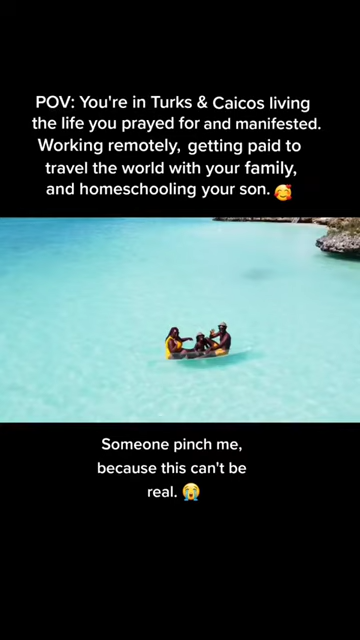 POV: You're in Turks & Caicos living
the life you prayed for and manifested.
Working remotely, getting paid to
travel the world with your family,
and homeschooling your son. 🥰
Someone pinch me,
because this can't be
real. 😭